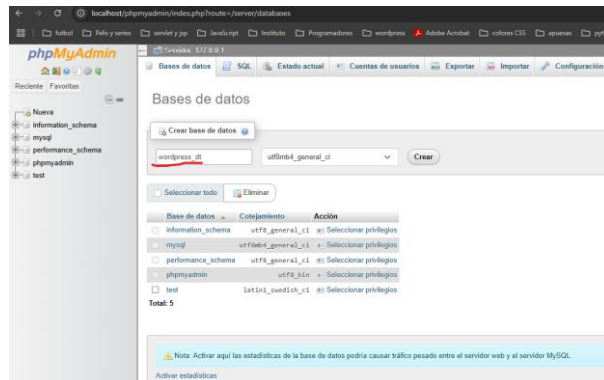 localhost/phpmyadmin/index.php?route=/server/databases
futbol Pelis y series servlet y jsp JavaScript Instituto Programadores wordpress Adobe Acrobat colores CSS apuestas
phpMyAdmin
Reciente Favoritas
Nueva
information_schema
mysql
performance_schema
phpmyadmin
test
Servidor: 127.0.0.1
Bases de datos SQL Estado actual Cuentas de usuarios Exportar Importar Configuración
Bases de datos
Crear base de datos
wordpress_dt utf8mb4_general_ci Crear
Seleccionar todo Eliminar
Base de datos Cotejamiento Acción
information_schema utf8_general_ci Seleccionar privilegios
mysql utf8mb4_general_ci Seleccionar privilegios
performance_schema utf8_general_ci Seleccionar privilegios
phpmyadmin utf8_bin Seleccionar privilegios
test latin1_swedish_ci Seleccionar privilegios
Total: 5
Nota: Activar aquí las estadísticas de la base de datos podría causar tráfico pesado entre el servidor web y el servidor MySQL.
Activar estadísticas